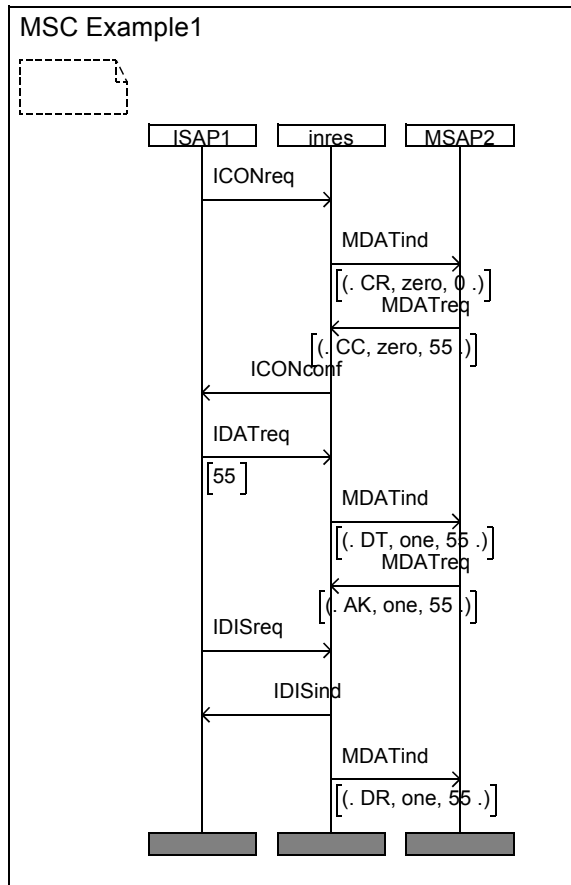 MSC Example1
ISAP1 inres MSAP2
ICONreq
MDATind
(. CR, zero, 0 .)
MDATreq
(. CC, zero, 55 .)
ICONconf
IDATreq
55
MDATind
(. DT, one, 55 .)
MDATreq
(. AK, one, 55 .)
IDISreq
IDISind
MDATind
(. DR, one, 55 .)